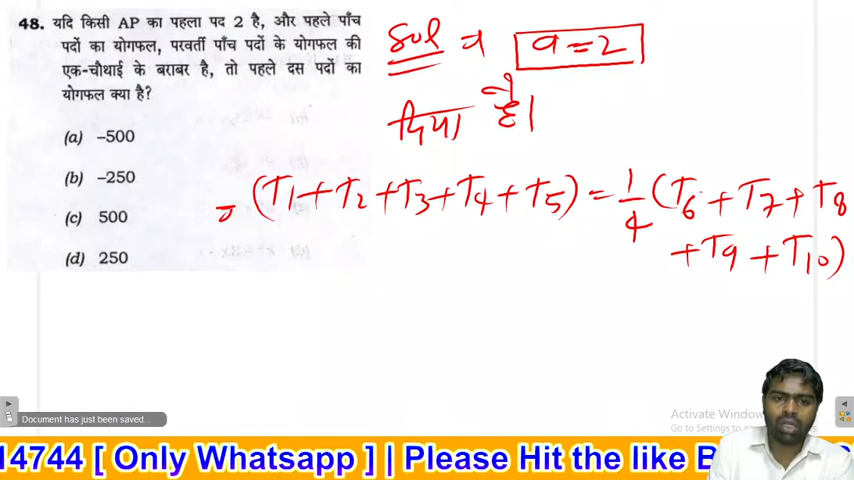 48. यदि किसी AP का पहला पद 2 है, और पहले पाँच
पदों का योगफल, परवर्ती पाँच पदों के योगफल की
एक-चौथाई के बराबर है, तो पहले दस पदों का
योगफल क्या है?
(a) –500
(b) –250
(c) 500
(d) 250
Sol a=2
दिया है।
(T1+T2+T3+T4+T5) = 1/4 (T6+T7+T8
+T9+T10)
Document has just been saved...
Activate Window
Go to Settings to a
14744 [ Only Whatsapp ] | Please Hit the like B